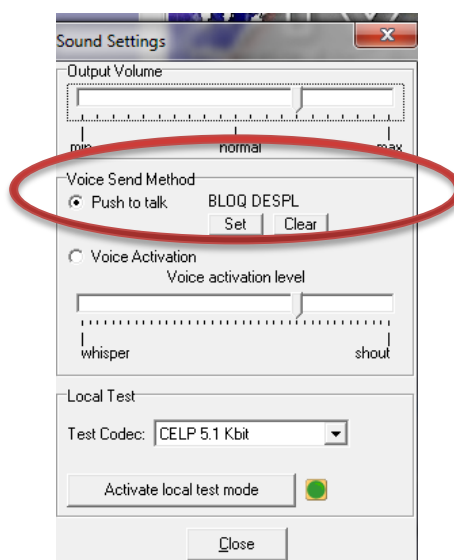 Sound Settings
Output Volume
min normal max
Voice Send Method
Push to talk BLOQ DESPL
Set Clear
Voice Activation
Voice activation level
whisper shout
Local Test
Test Codec: CELP 5.1 Kbit
Activate local test mode
Close